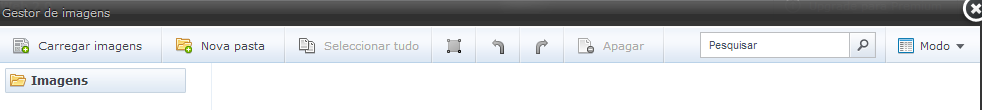 Gestor de imagens
Carregar imagens Nova pasta Seleccionar tudo Apagar Pesquisar Modo
Imagens